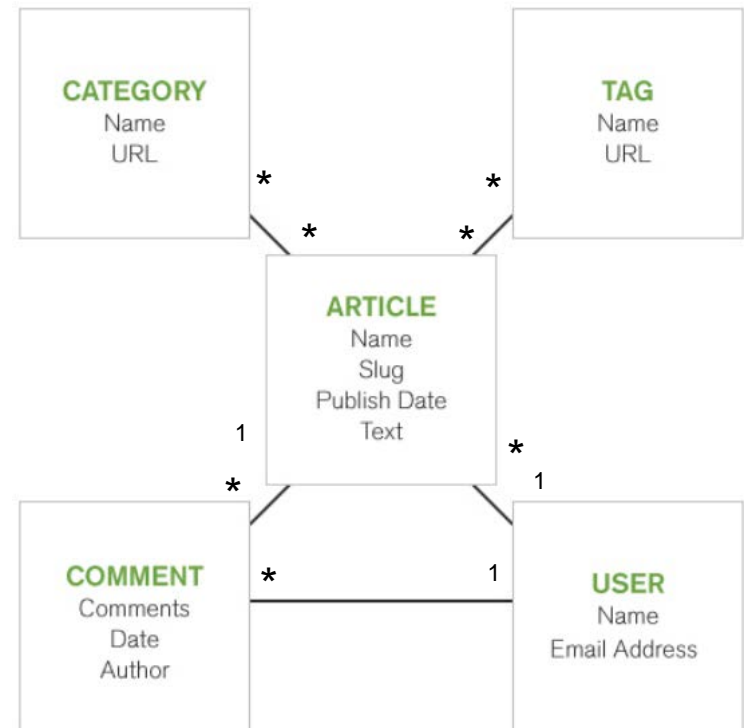 CATEGORY
Name
URL
*
*
TAG
Name
URL
*
*
ARTICLE
Name
Slug
Publish Date
Text
1
*
*
1
COMMENT
Comments
Date
Author
*
1
USER
Name
Email Address